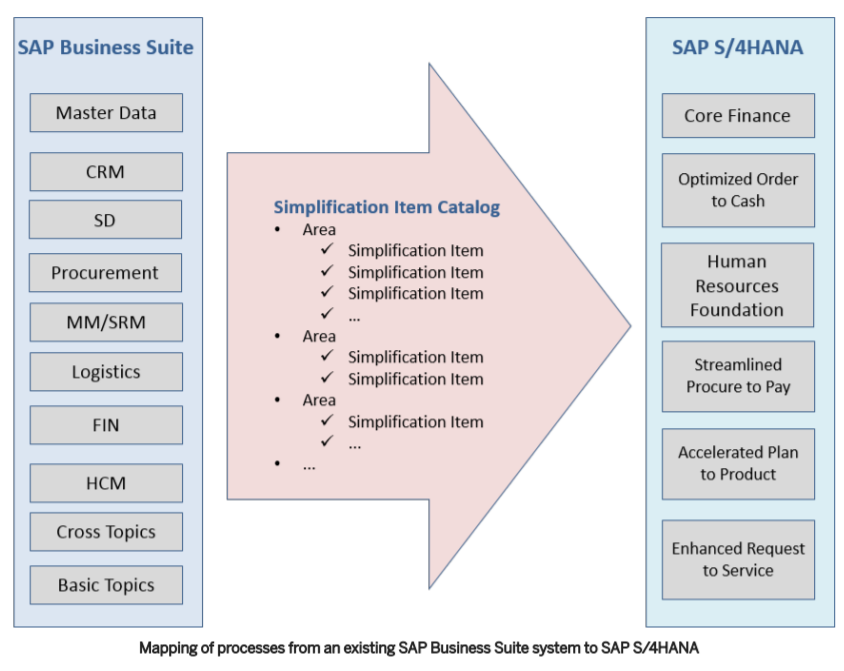 SAP Business Suite
Master Data
CRM
SD
Procurement
MM/SRM
Logistics
FIN
HCM
Cross Topics
Basic Topics
Simplification Item Catalog
• Area
✓ Simplification Item
✓ Simplification Item
✓ Simplification Item
✓ ...
• Area
✓ Simplification Item
✓ Simplification Item
• Area
✓ Simplification Item
✓ ...
• ...
SAP S/4HANA
Core Finance
Optimized Order
to Cash
Human
Resources
Foundation
Streamlined
Procure to Pay
Accelerated Plan
to Product
Enhanced Request
to Service
Mapping of processes from an existing SAP Business Suite system to SAP S/4HANA